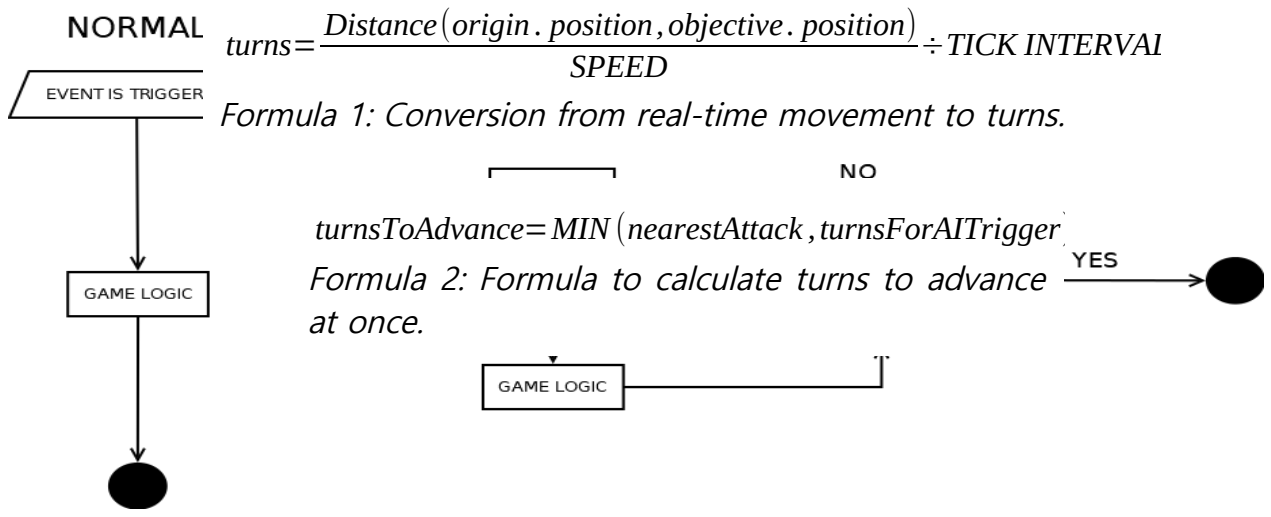 NORMAL
turns=Distance(origin.position,objective.position)/SPEED÷TICK INTERVAL
EVENT IS TRIGGER
Formula 1: Conversion from real-time movement to turns.
NO
turnsToAdvance=MIN(nearestAttack,turnsForAITrigger)
YES
Formula 2: Formula to calculate turns to advance
at once.
GAME LOGIC
GAME LOGIC